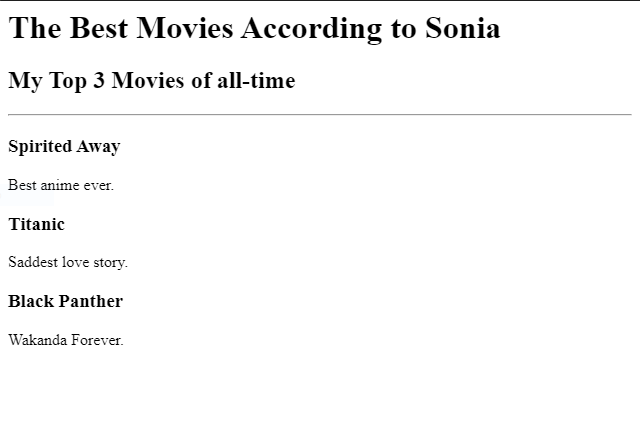 The Best Movies According to Sonia
My Top 3 Movies of all-time
Spirited Away
Best anime ever.
Titanic
Saddest love story.
Black Panther
Wakanda Forever.